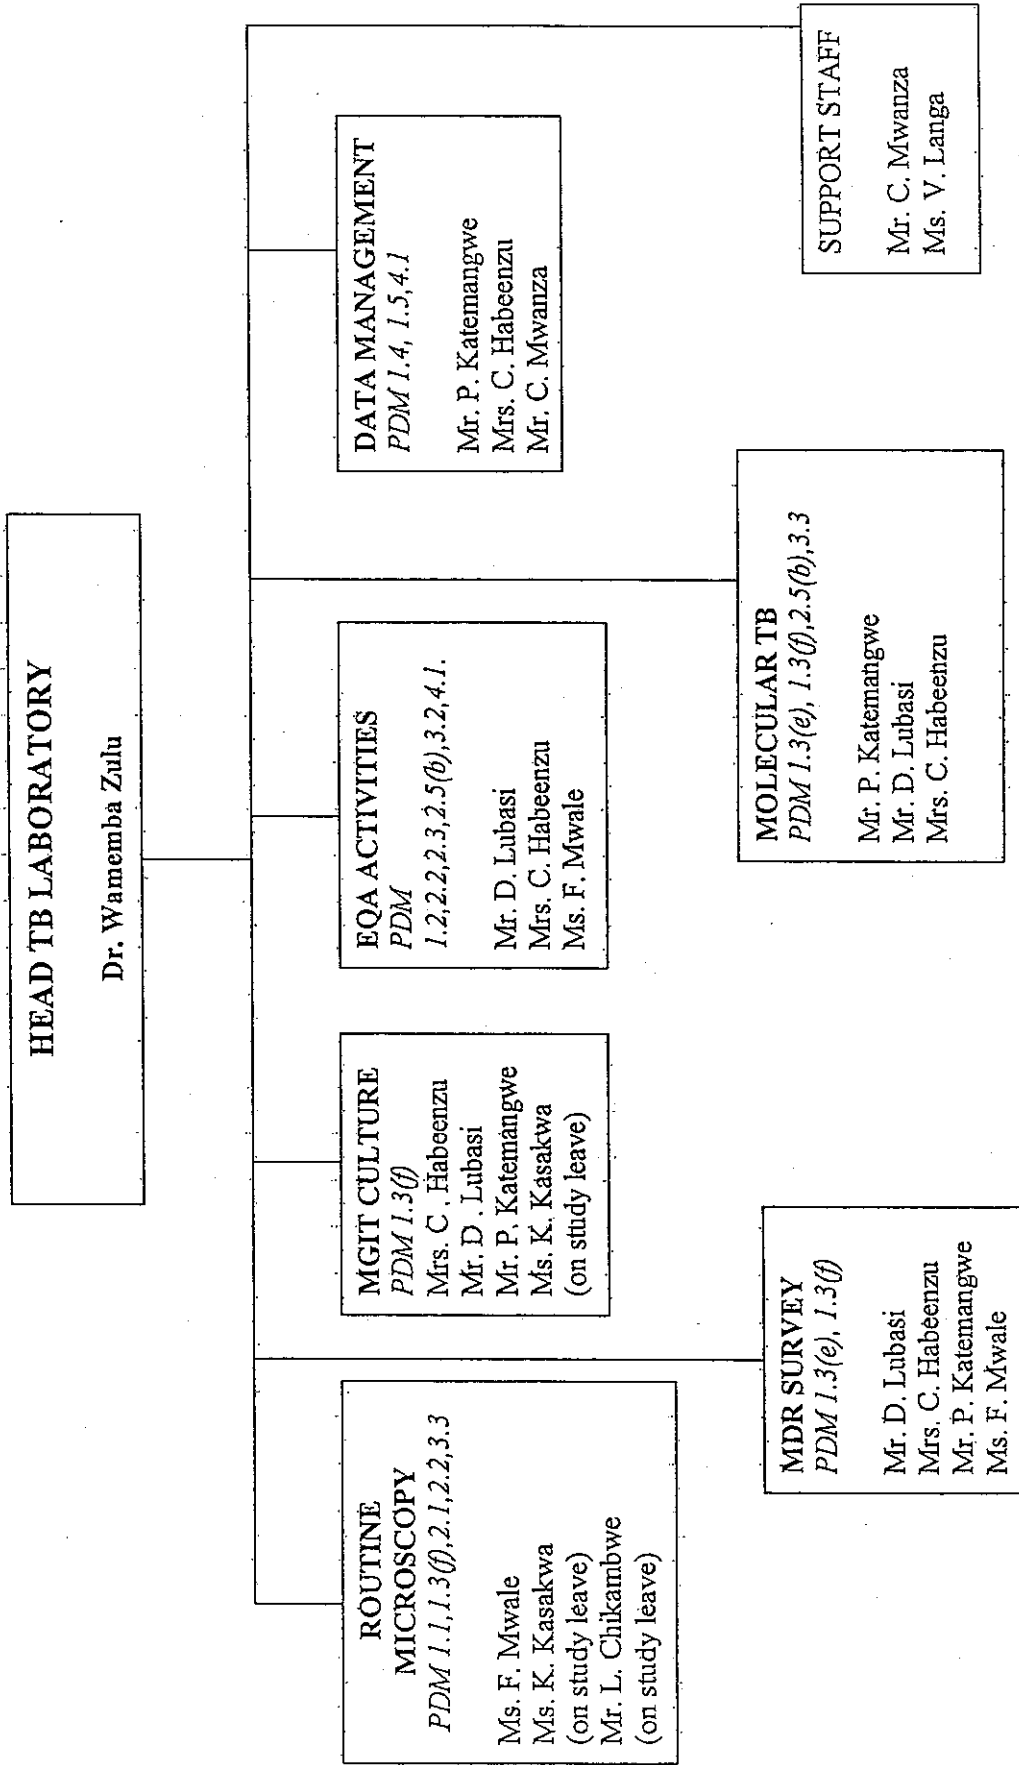 HEAD TB LABORATORY
Dr. Wamemba Zulu
ROUTINE
MICROSCOPY
PDM 1.1,1.3(f),2.1,2.2,3.3
Ms. F. Mwale
Ms. K. Kasakwa
(on study leave)
Mr. L. Chikambwe
(on study leave)
MGIT CULTURE
PDM 1.3(f)
Mrs. C . Habeenzu
Mr. D . Lubasi
Mr. P. Katemangwe
Ms. K. Kasakwa
(on study leave)
EQA ACTIVITIES
PDM
1.2,2.2,2.3,2.5(b),3.2,4.1.
Mr. D. Lubasi
Mrs. C. Habeenzu
Ms. F. Mwale
DATA MANAGEMENT
PDM 1.4, 1.5,4.1
Mr. P. Katemangwe
Mrs. C. Habeenzu
Mr. C. Mwanza
MDR SURVEY
PDM 1.3(e), 1.3(f)
Mr. D. Lubasi
Mrs. C. Habeenzu
Mr. P. Katemangwe
Ms. F. Mwale
MOLECULAR TB
PDM 1.3(e), 1.3(f),2.5(b),3.3
Mr. P. Katemangwe
Mr. D. Lubasi
Mrs. C. Habeenzu
SUPPORT STAFF
Mr. C. Mwanza
Ms. V. Langa